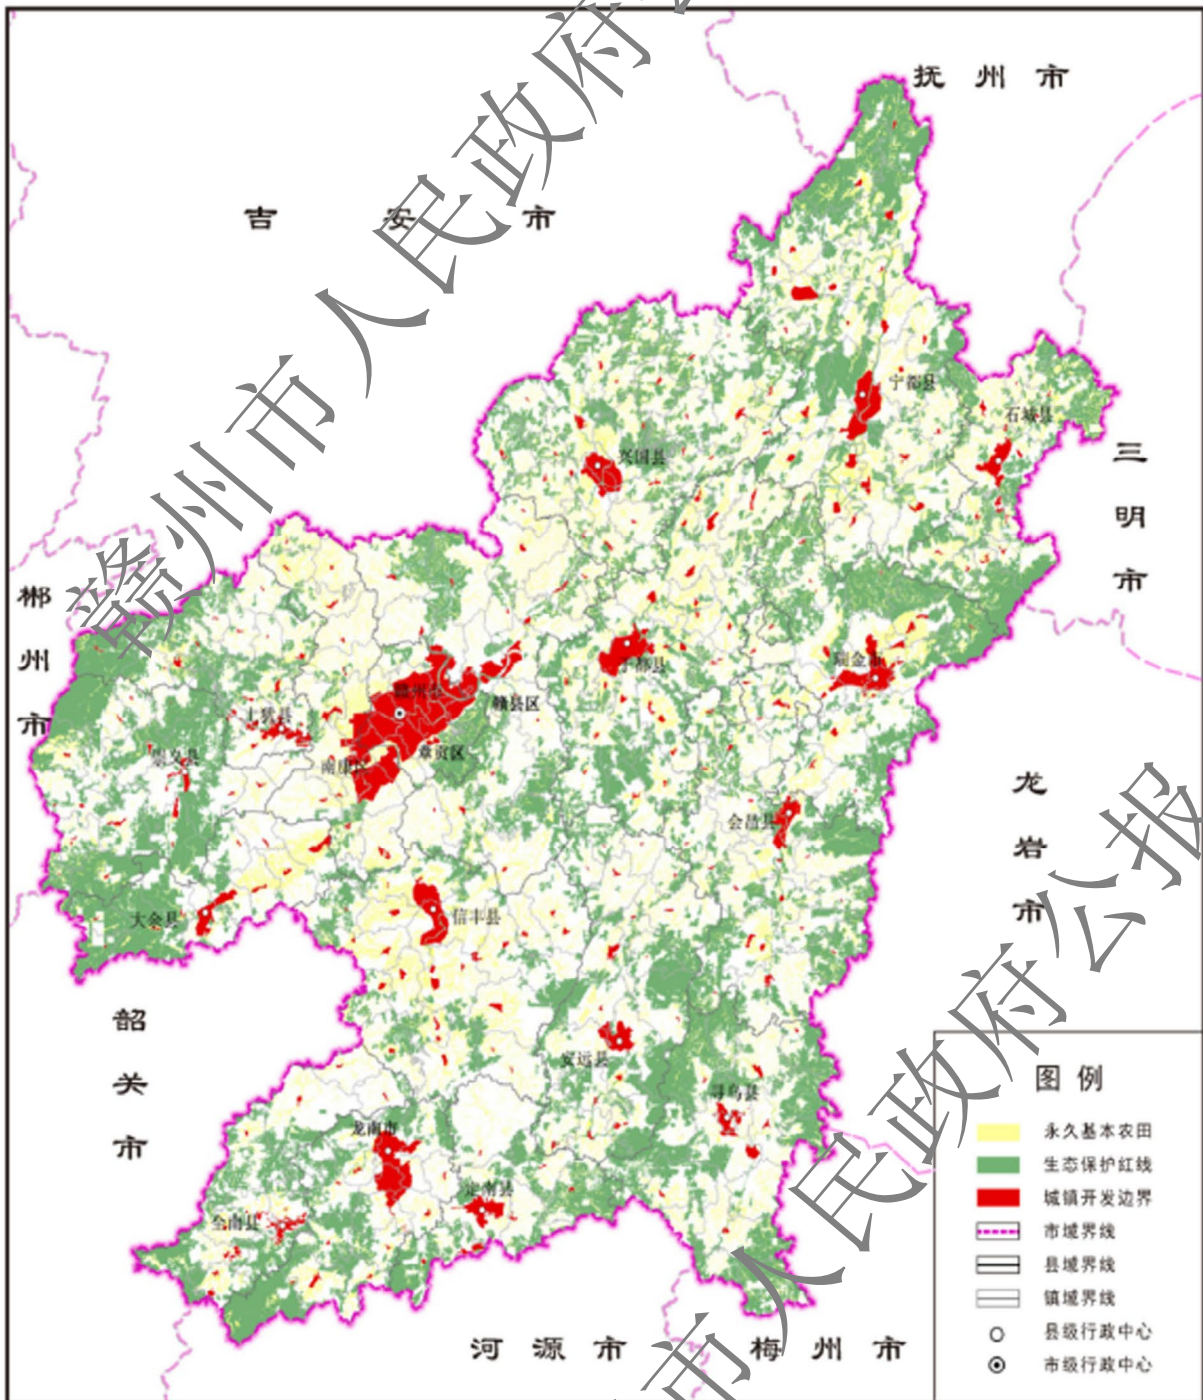 抚州市
吉安市
宁都县
石城县
三明市
兴国县
郴州市
于都县
瑞金市
赣州市
赣县区
上犹县
章贡区
南康区
崇义县
龙岩市
会昌县
大余县
信丰县
韶关市
安远县
寻乌县
龙南市
定南县
全南县
河源市
梅州市
图例
永久基本农田
生态保护红线
城镇开发边界
市域界线
县域界线
镇域界线
县级行政中心
市级行政中心
赣州市人民政府
市人民政府公报